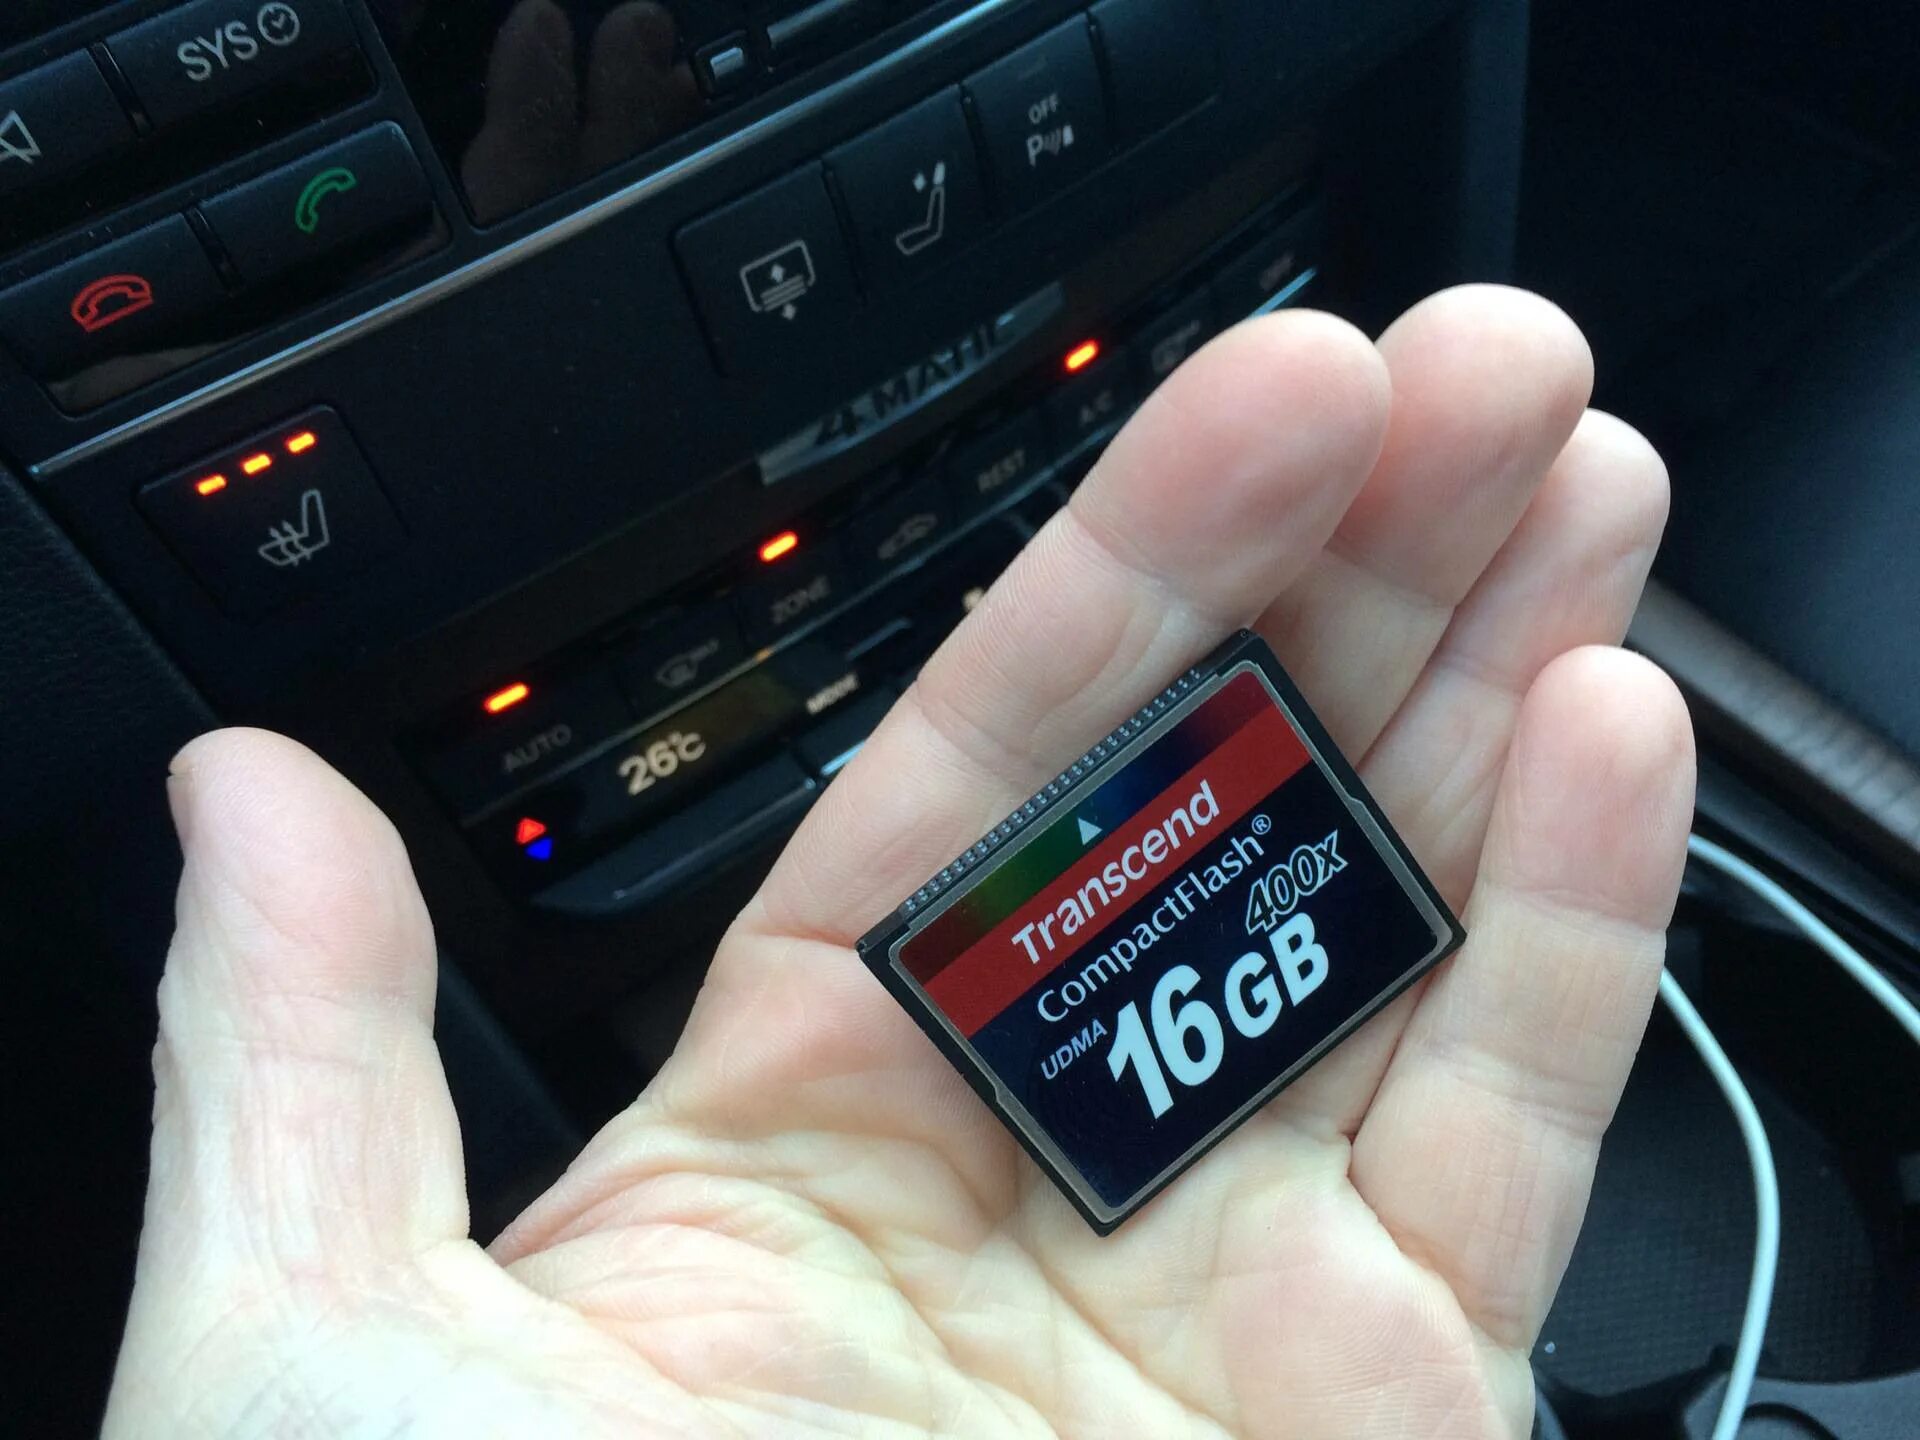 SYS
OFF
P
4MATIC
A/C
REST
ZONE
AUTO
26°C
MODE
Transcend
CompactFlash®
400x
UDMA
16GB